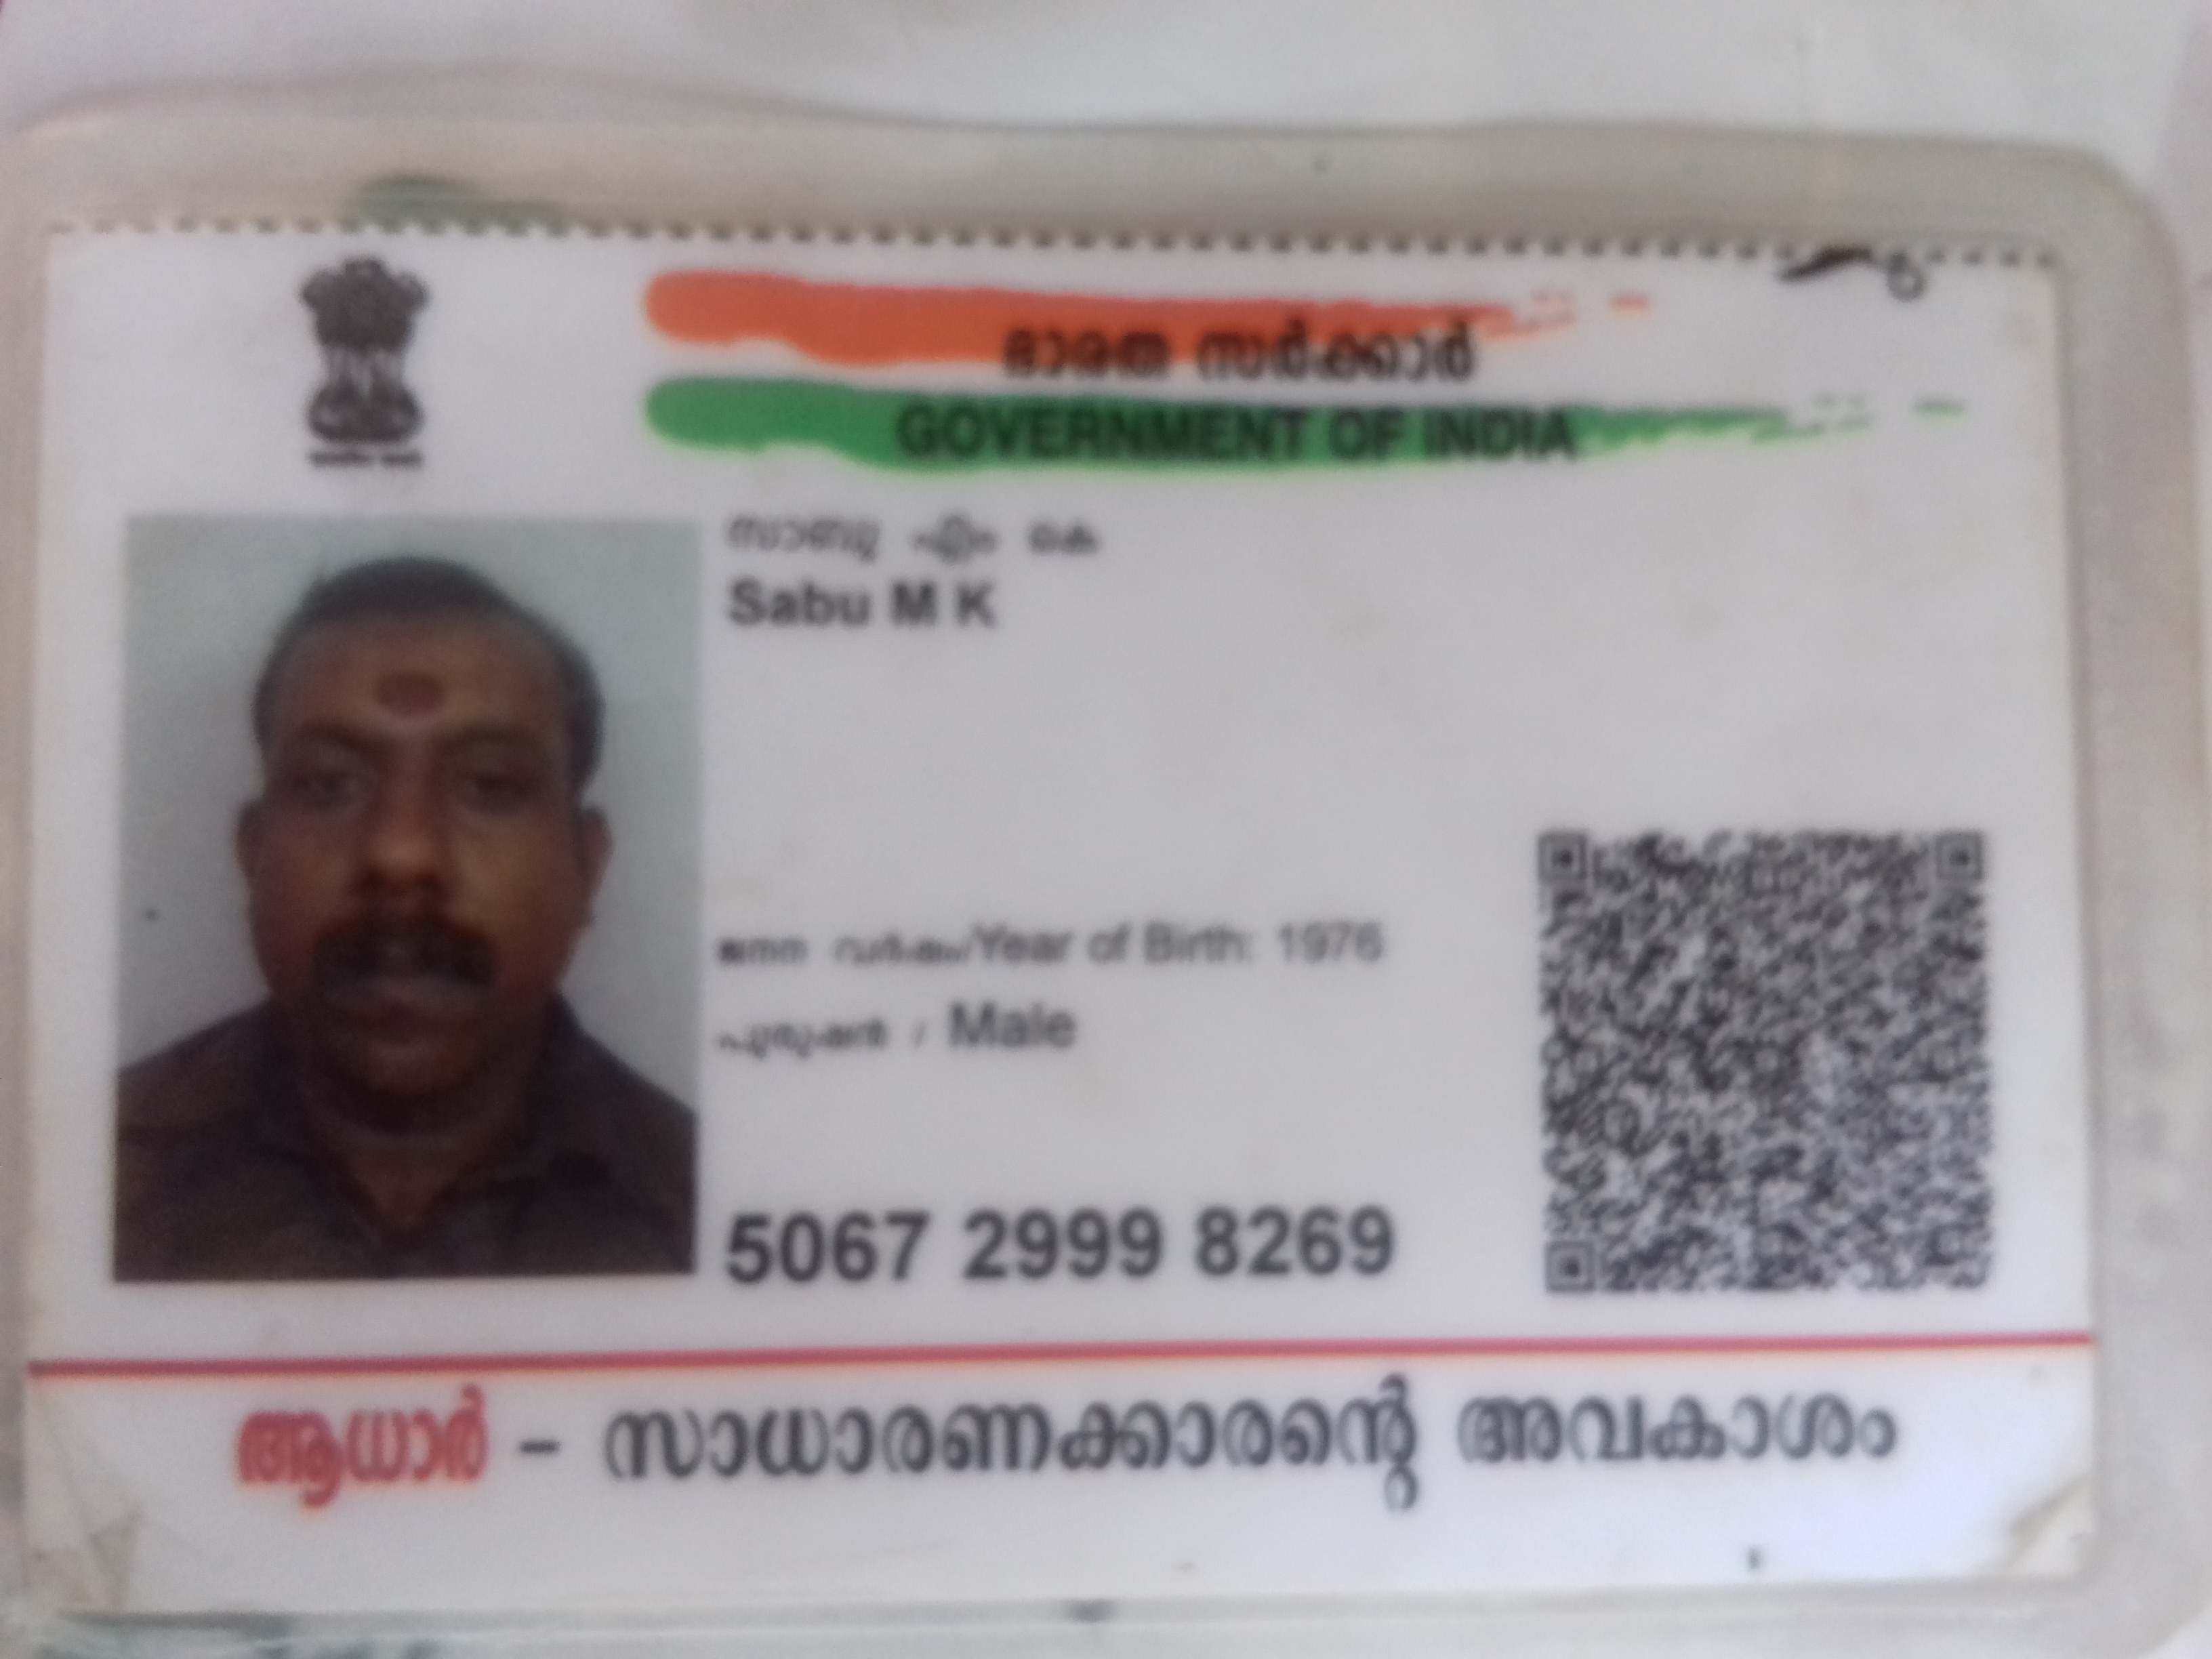 ഭാരത സർക്കാർ
GOVERNMENT OF INDIA
സാബു എം കെ
Sabu M K
ജനന വർഷം/Year of Birth: 1976
പുരുഷൻ / Male
5067 2999 8269
ആധാർ - സാധാരണക്കാരന്റെ അവകാശം